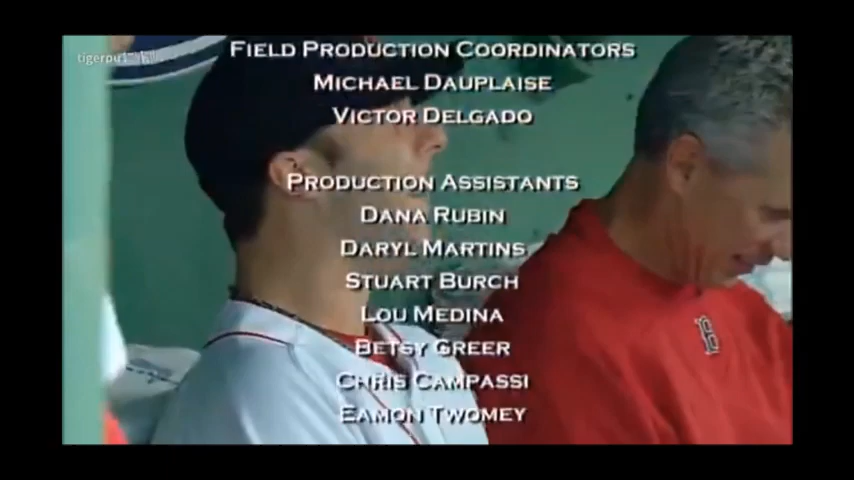 Field Production Coordinators
Michael Dauplaise
Victor Delgado
Production Assistants
Dana Rubin
Daryl Martins
Stuart Burch
Lou Medina
Betsy Greer
Chris Campassi
Eamon Twomey
B